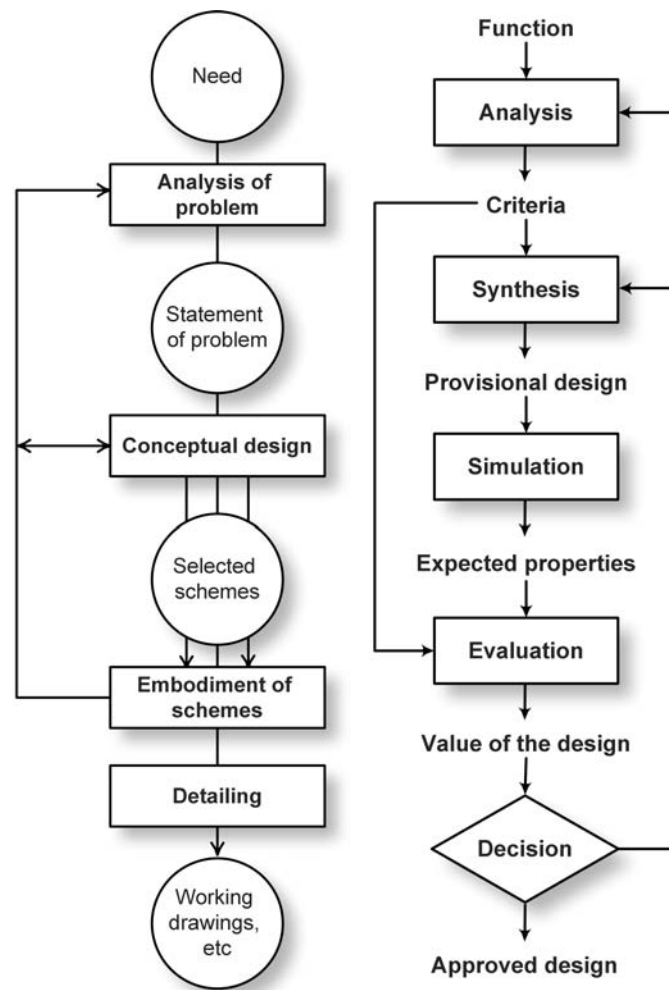 Need
Analysis of
problem
Statement
of problem
Conceptual design
Selected
schemes
Embodiment of
schemes
Detailing
Working
drawings,
etc
Function
Analysis
Criteria
Synthesis
Provisional design
Simulation
Expected properties
Evaluation
Value of the design
Decision
Approved design